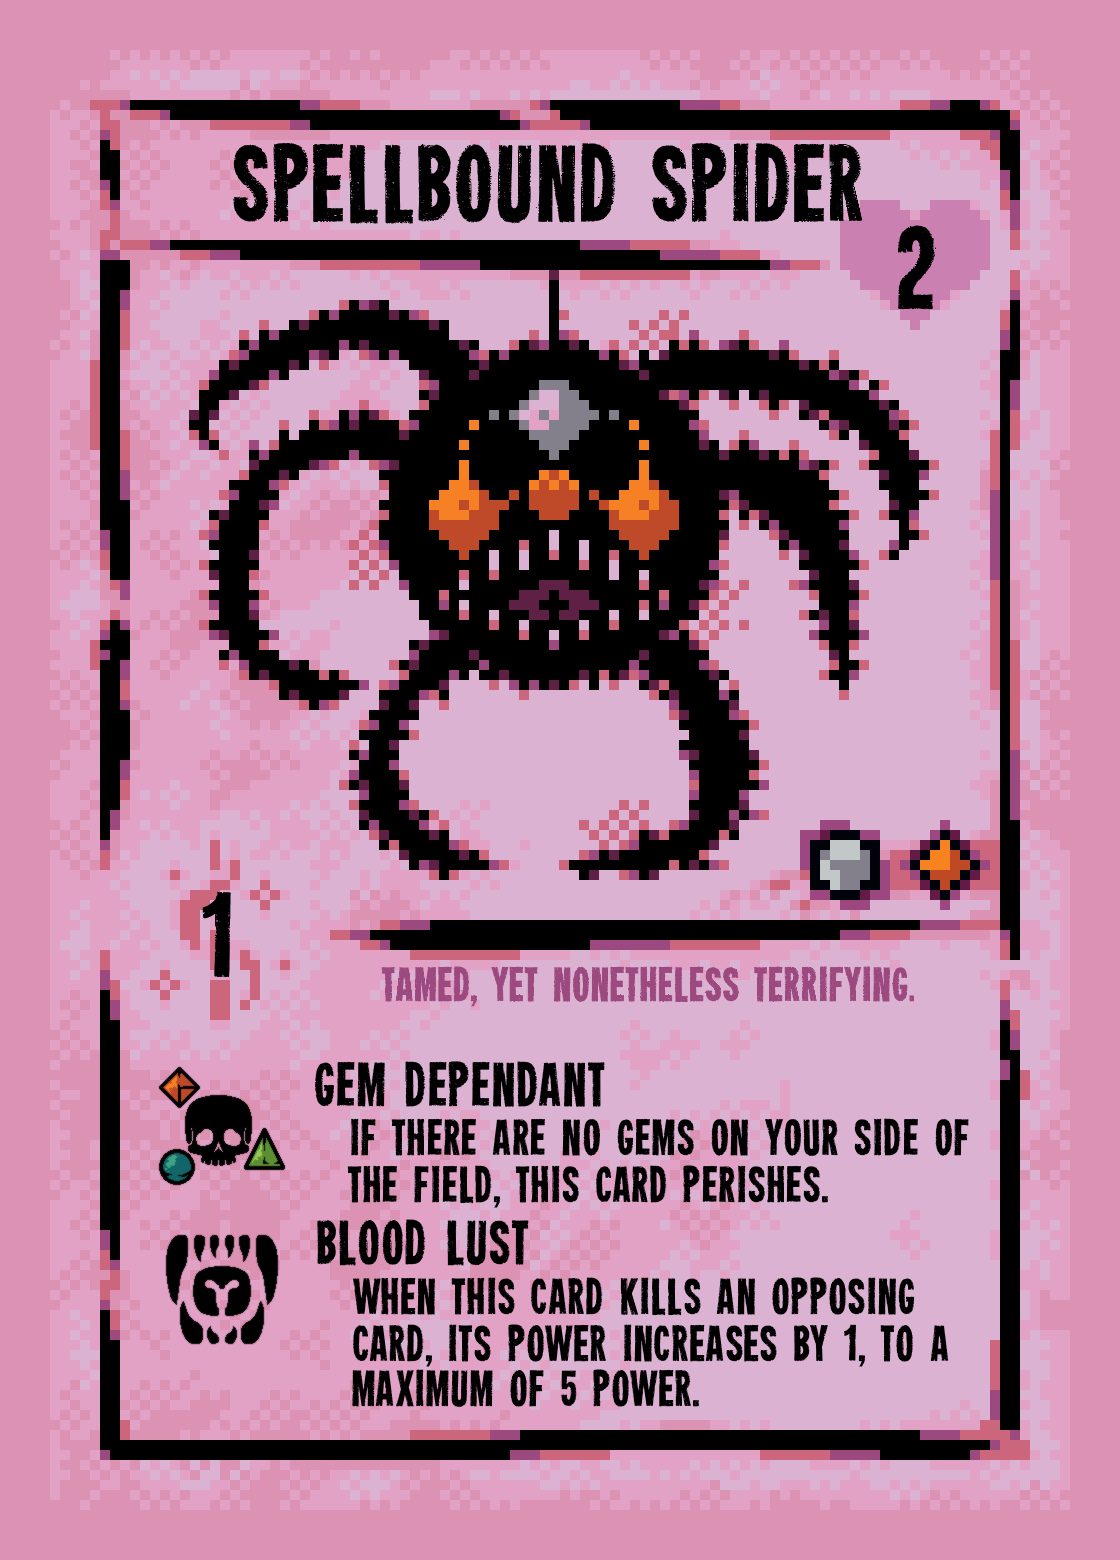 SPELLBOUND SPIDER
2
1
TAMED, YET NONETHELESS TERRIFYING.
GEM DEPENDANT
IF THERE ARE NO GEMS ON YOUR SIDE OF
THE FIELD, THIS CARD PERISHES.
BLOOD LUST
WHEN THIS CARD KILLS AN OPPOSING
CARD, ITS POWER INCREASES BY 1, TO A
MAXIMUM OF 5 POWER.